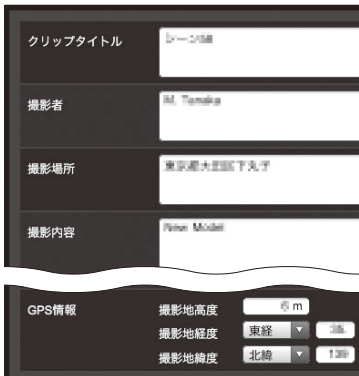 クリップタイトル
撮影者
M. Tanaka
撮影場所
撮影内容
New Model
GPS情報
撮影地高度 6 m
撮影地経度 東経
撮影地緯度 北緯